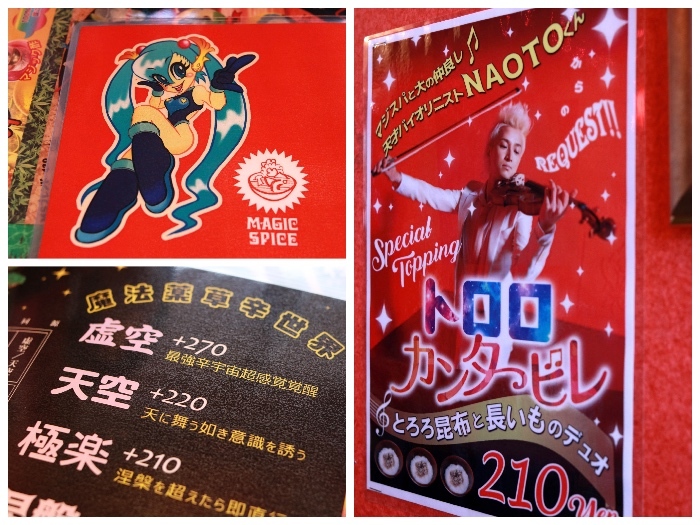 MAGIC
SPICE
魔法薬草辛世界
虚空 +270
最強辛宇宙超感覚覚醒
天空 +220
天に舞う如き意識を誘う
極楽 +210
涅槃を超えたら即直行
マジスパと大の仲良し♪
天才バイオリニスト NAOTOくん
からの
REQUEST!!
Special
Topping
トロロ
カンタービレ
とろろ昆布と長いものデュオ
210Yen